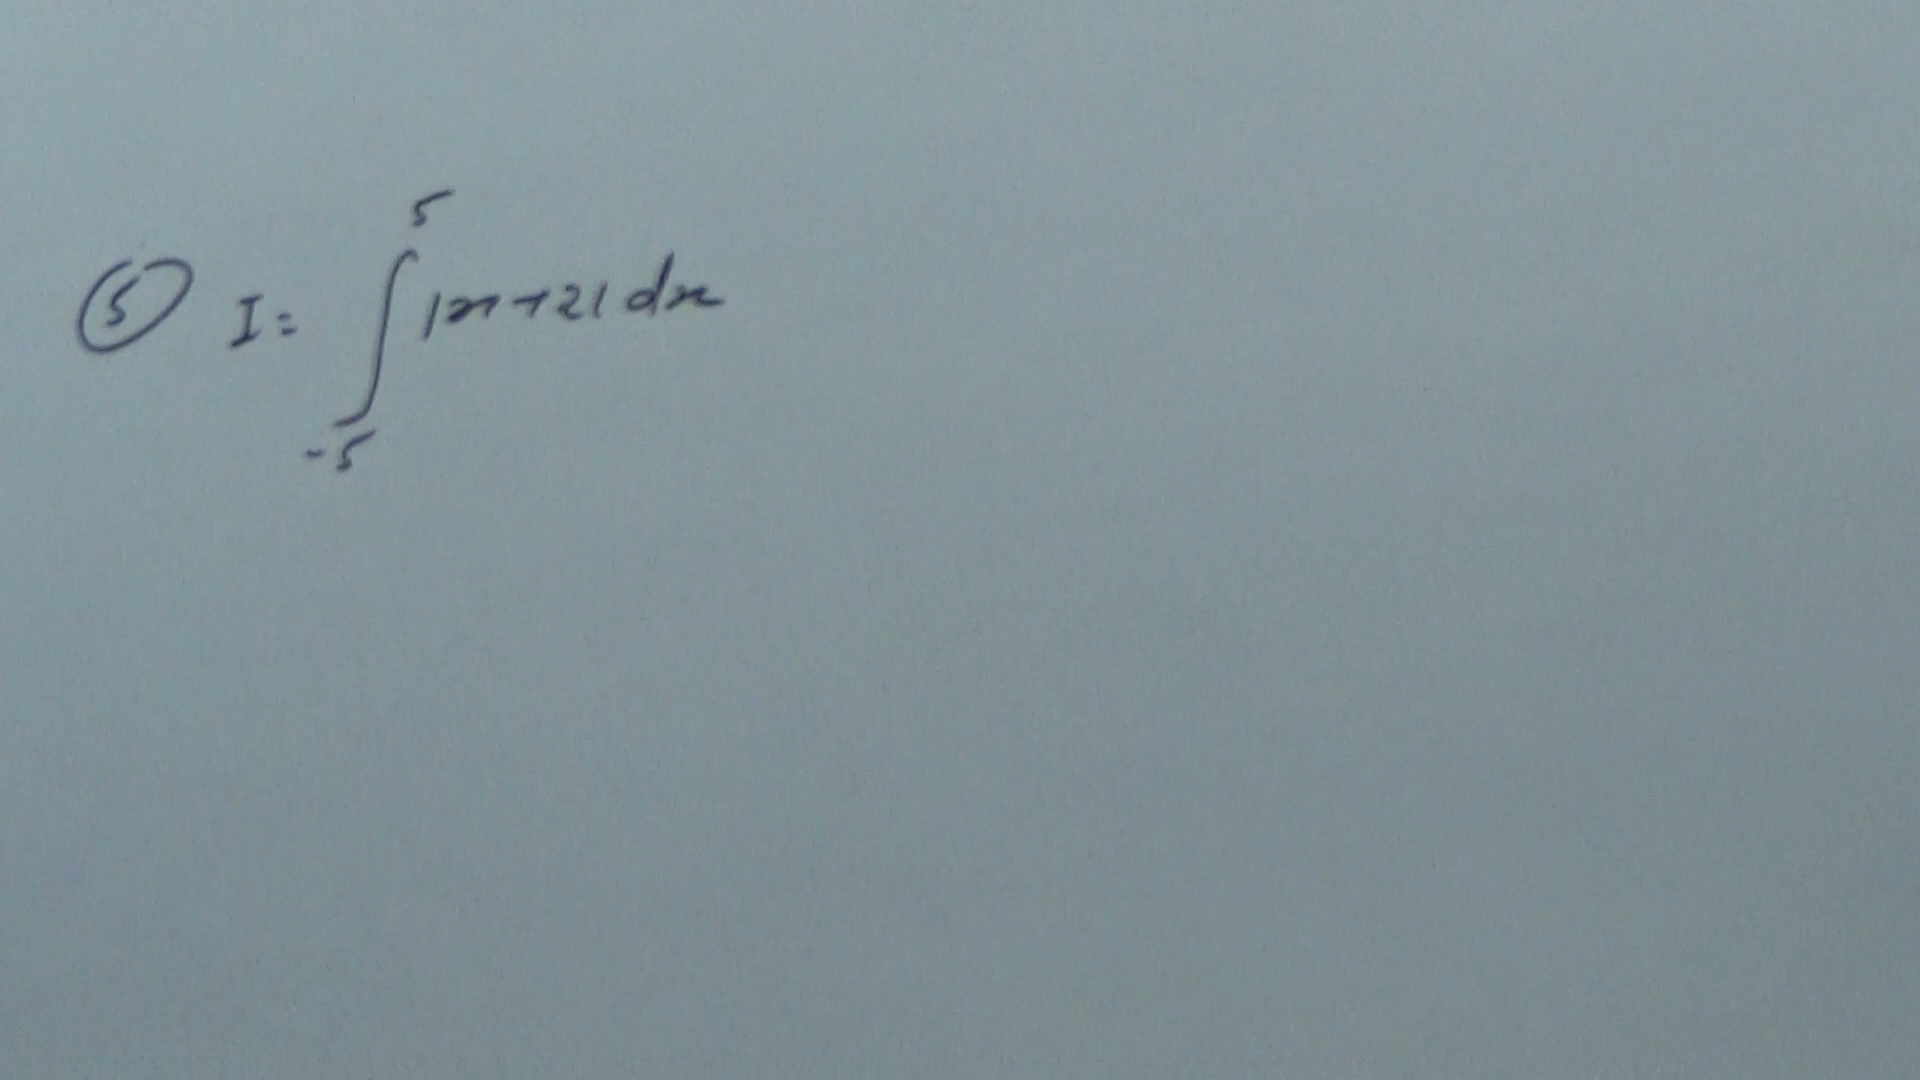 ⑤ I = ∫_{-5}^{5} |x+2| dx